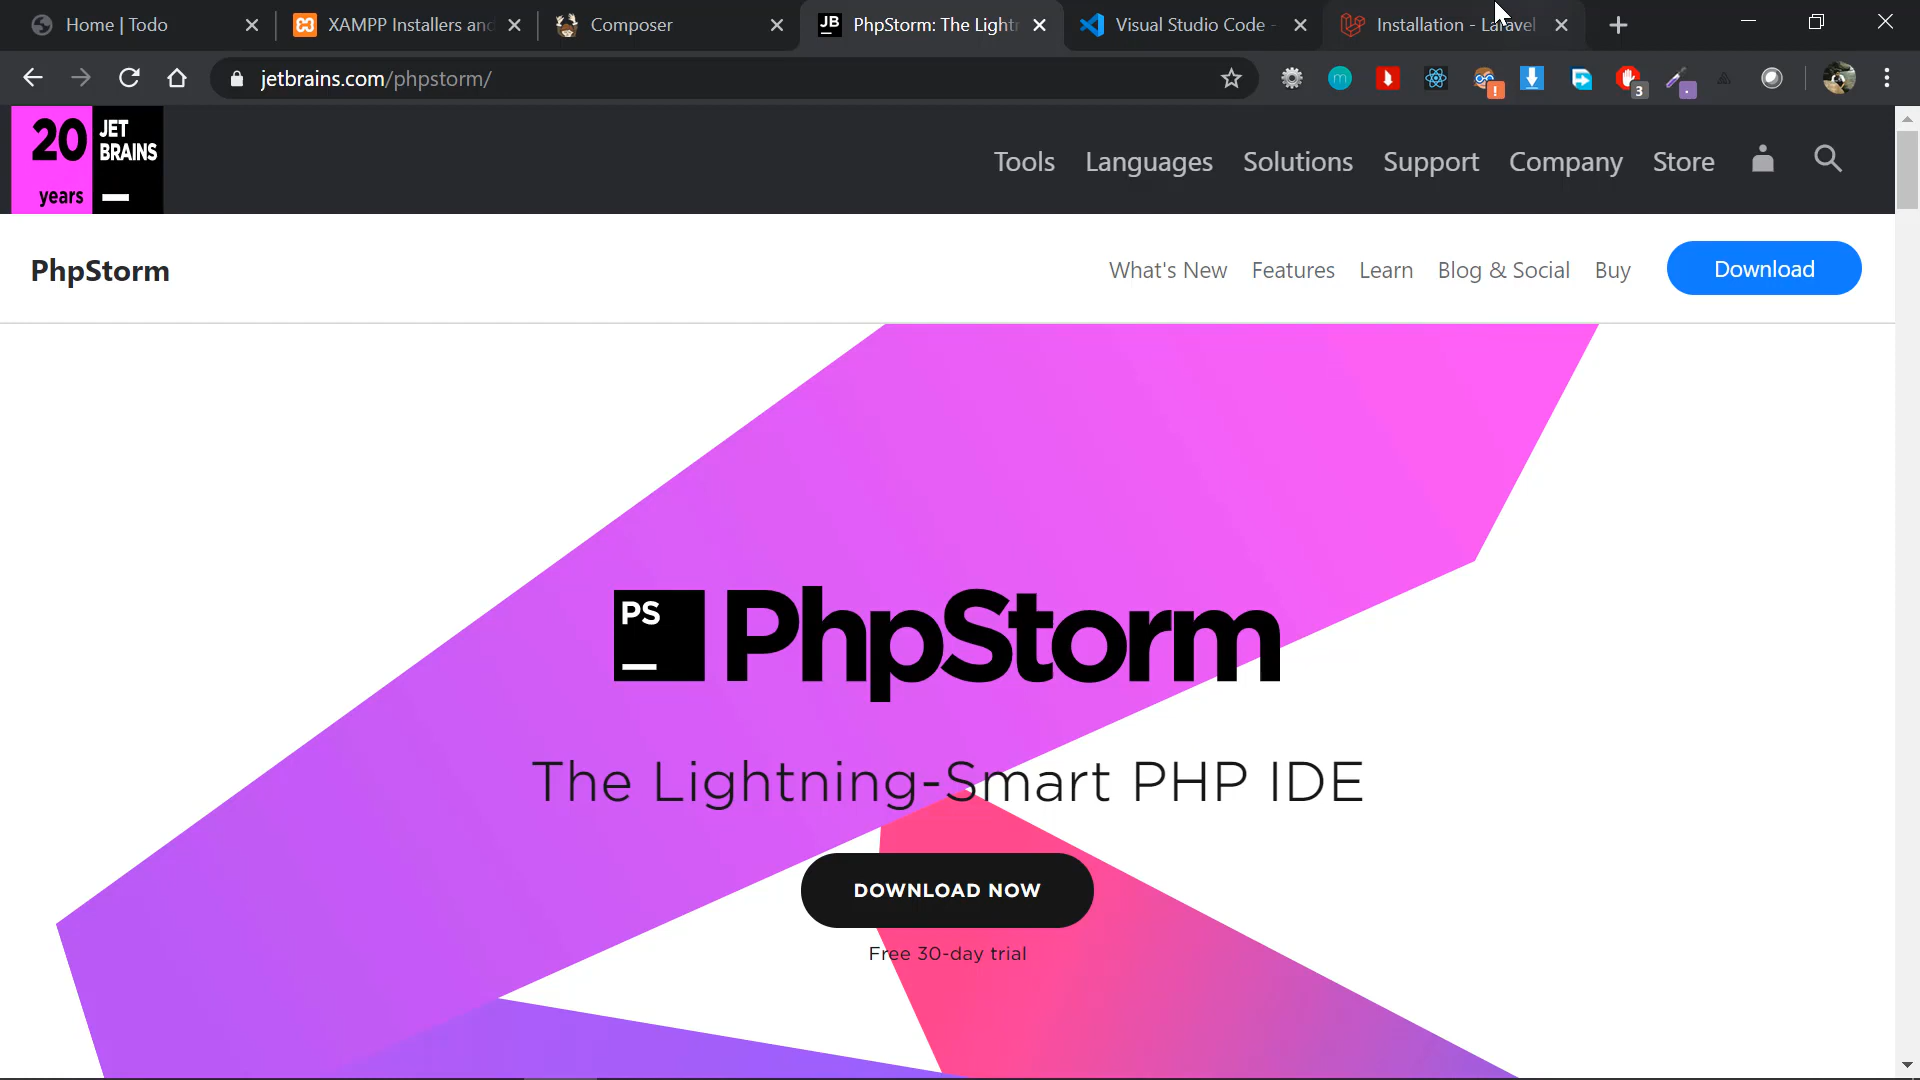 Home | Todo
XAMPP Installers and
Composer
JB
PhpStorm: The Light
Visual Studio Code -
Installation - Laravel
jetbrains.com/phpstorm/
m
!
3
20 years
JET BRAINS
Tools
Languages
Solutions
Support
Company
Store
PhpStorm
What's New
Features
Learn
Blog & Social
Buy
Download
PS
PhpStorm
The Lightning-Smart PHP IDE
DOWNLOAD NOW
Free 30-day trial